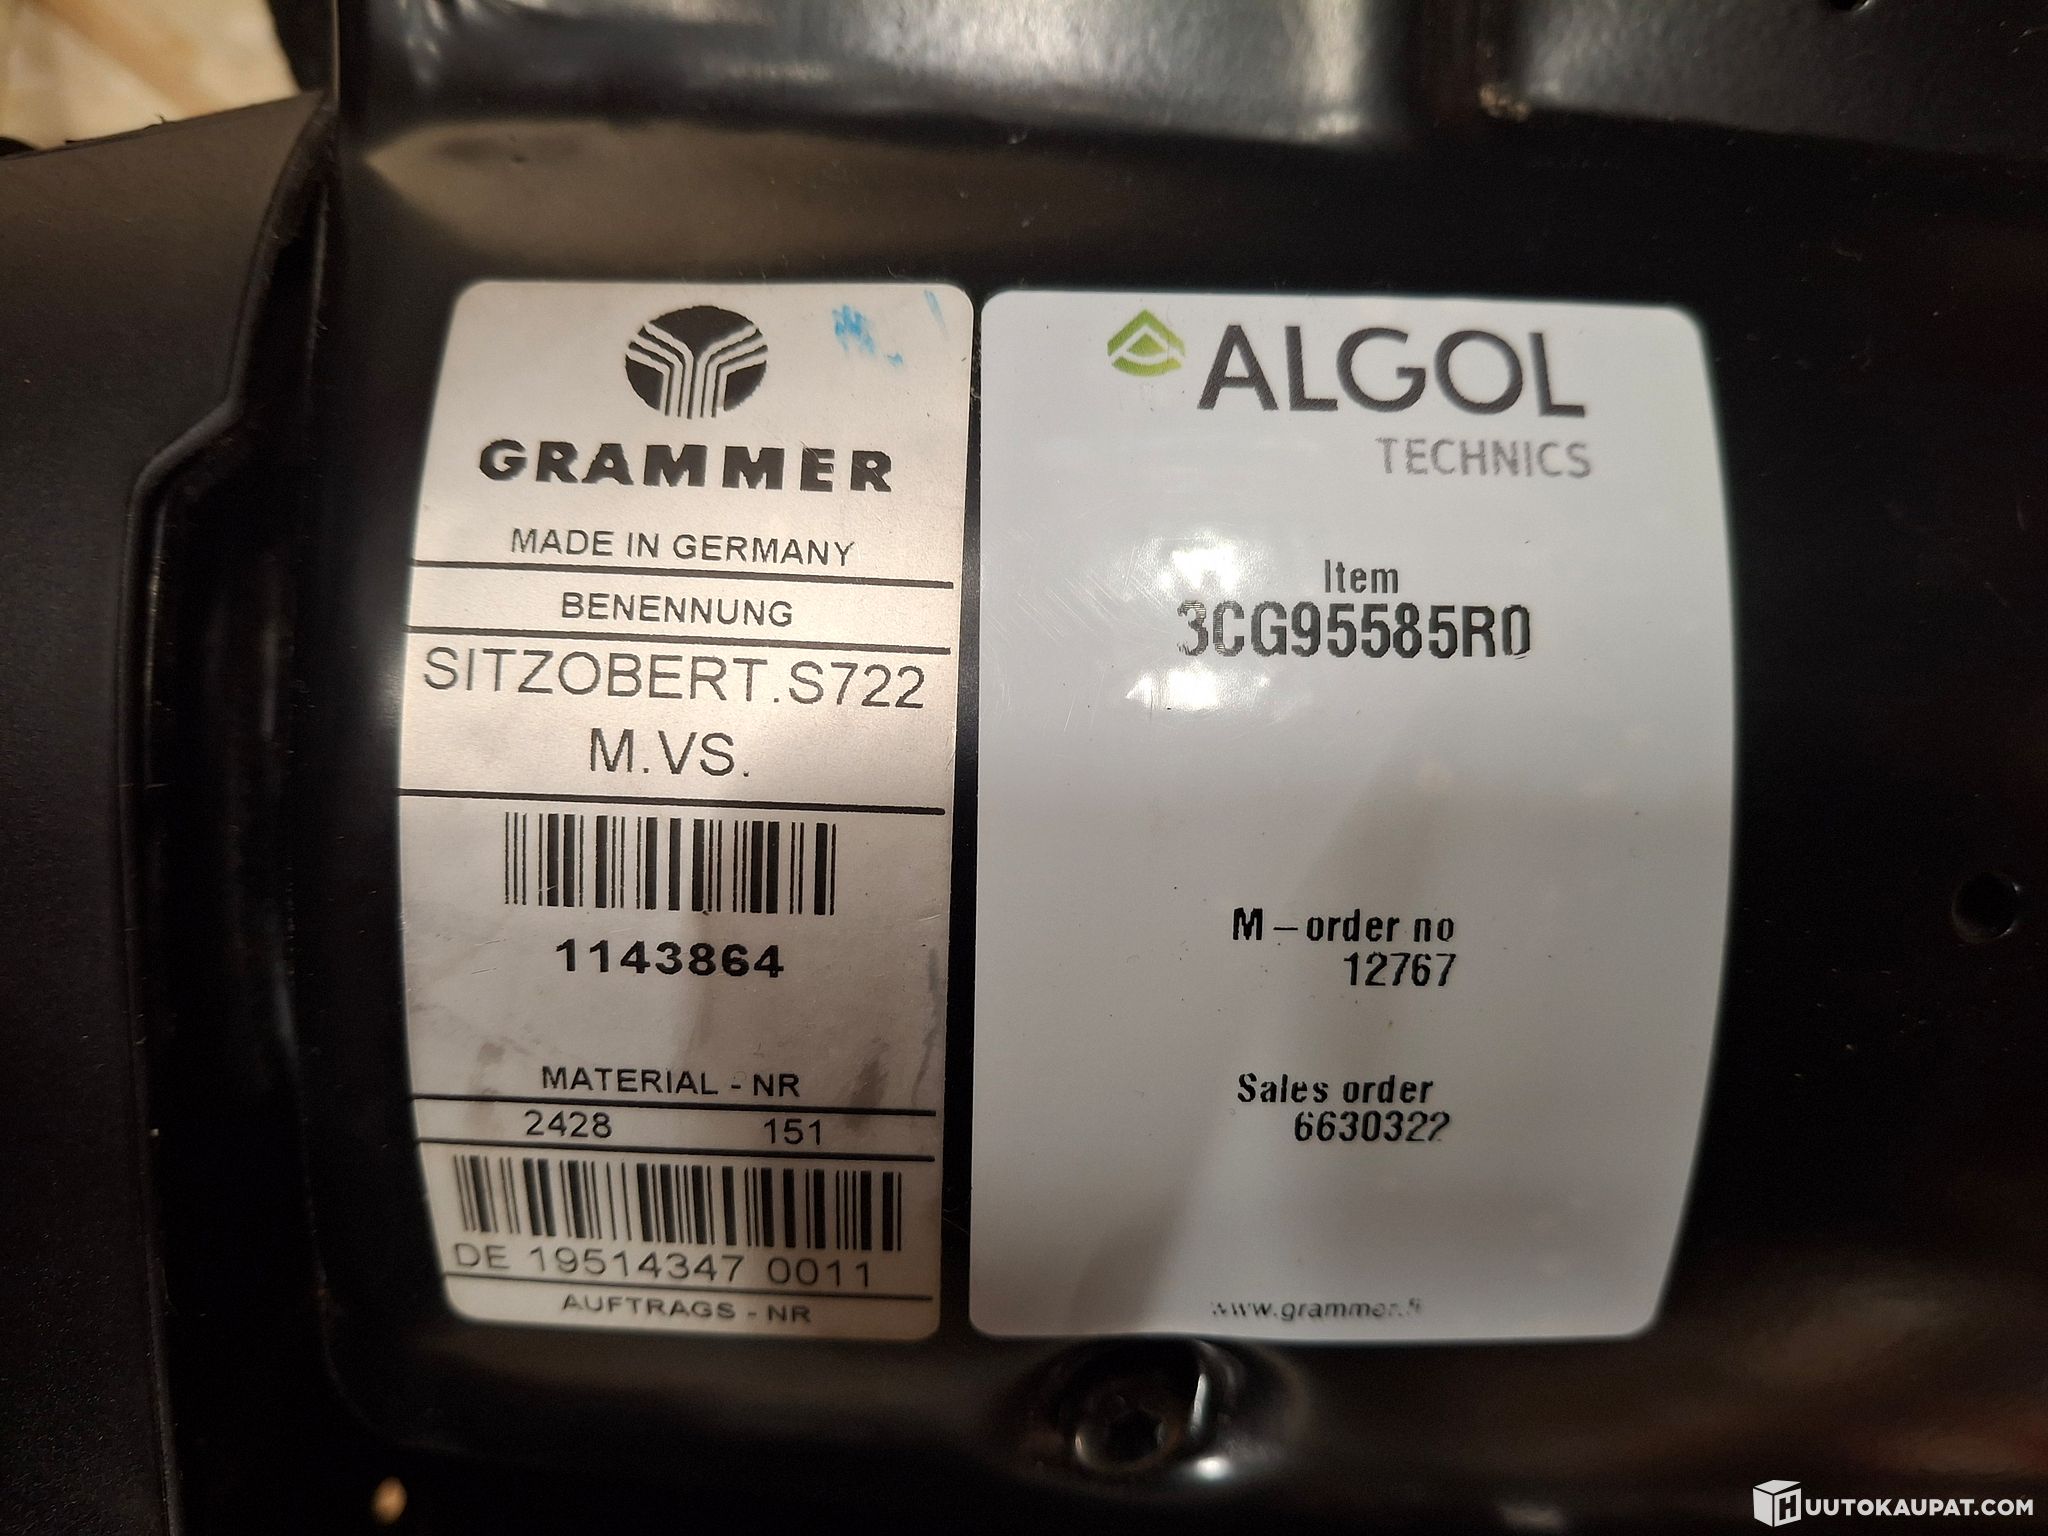 GRAMMER
MADE IN GERMANY
BENENNUNG
SITZOBERT.S722
M.VS.
1143864
MATERIAL - NR
2428 151
DE 19514347 0011
AUFTRAGS - NR
ALGOL
TECHNICS
Item
3CG95585R0
M-order no
12767
Sales order
6630322
www.grammer.fi
HUUTOKAUPAT.COM